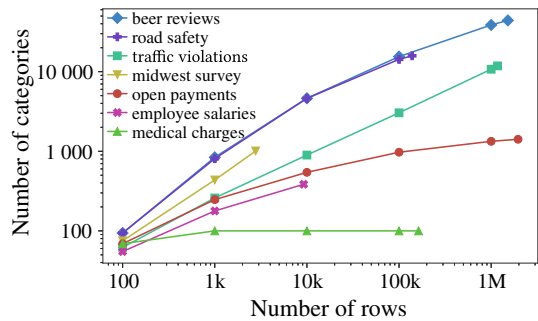 Number of categories
10 000
1 000
100
beer reviews
road safety
traffic violations
midwest survey
open payments
employee salaries
medical charges
100
1k
10k
100k
1M
Number of rows